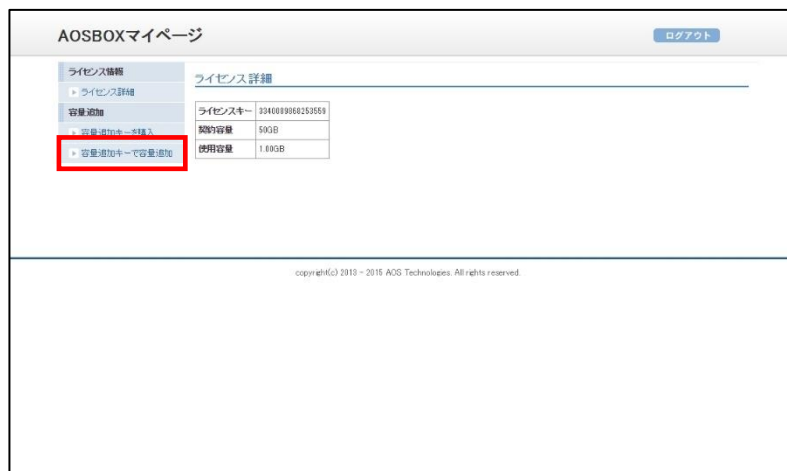 AOSBOXマイページ
ログアウト
ライセンス情報
ライセンス詳細
容量追加
容量追加キーを購入
容量追加キーで容量追加
ライセンス詳細
ライセンスキー 3340089868253559
契約容量 50GB
使用容量 1.00GB
copyright(c) 2013 - 2015 AOS Technologies. All rights reserved.